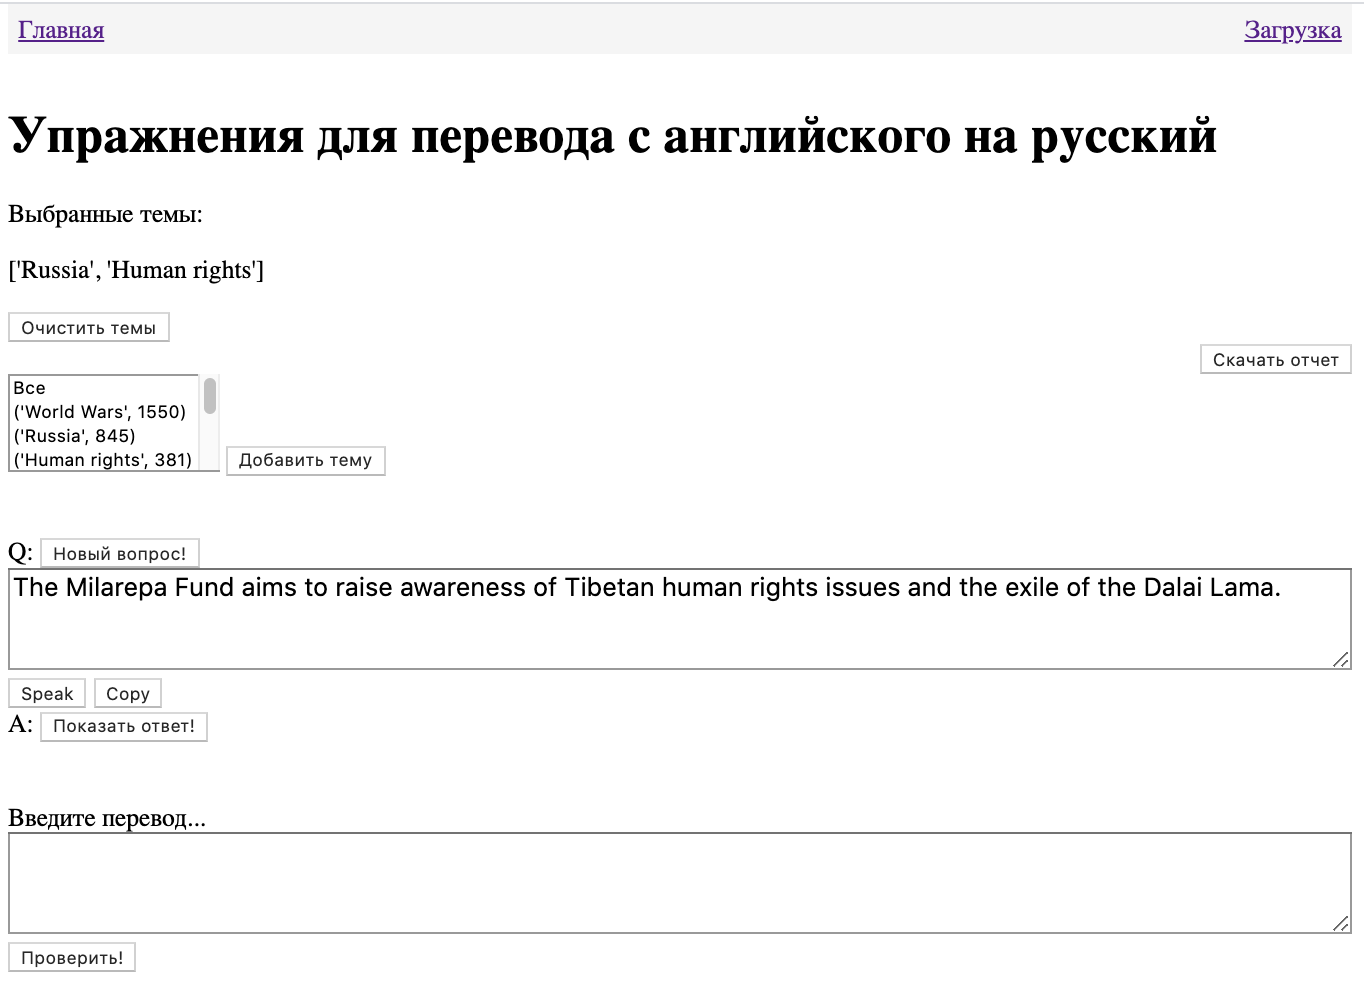 Главная
Загрузка
Упражнения для перевода с английского на русский
Выбранные темы:
['Russia', 'Human rights']
Очистить темы
Скачать отчет
Все
('World Wars', 1550)
('Russia', 845)
('Human rights', 381)
Добавить тему
Q: Новый вопрос!
The Milarepa Fund aims to raise awareness of Tibetan human rights issues and the exile of the Dalai Lama.
Speak Copy
A: Показать ответ!
Введите перевод...
Проверить!